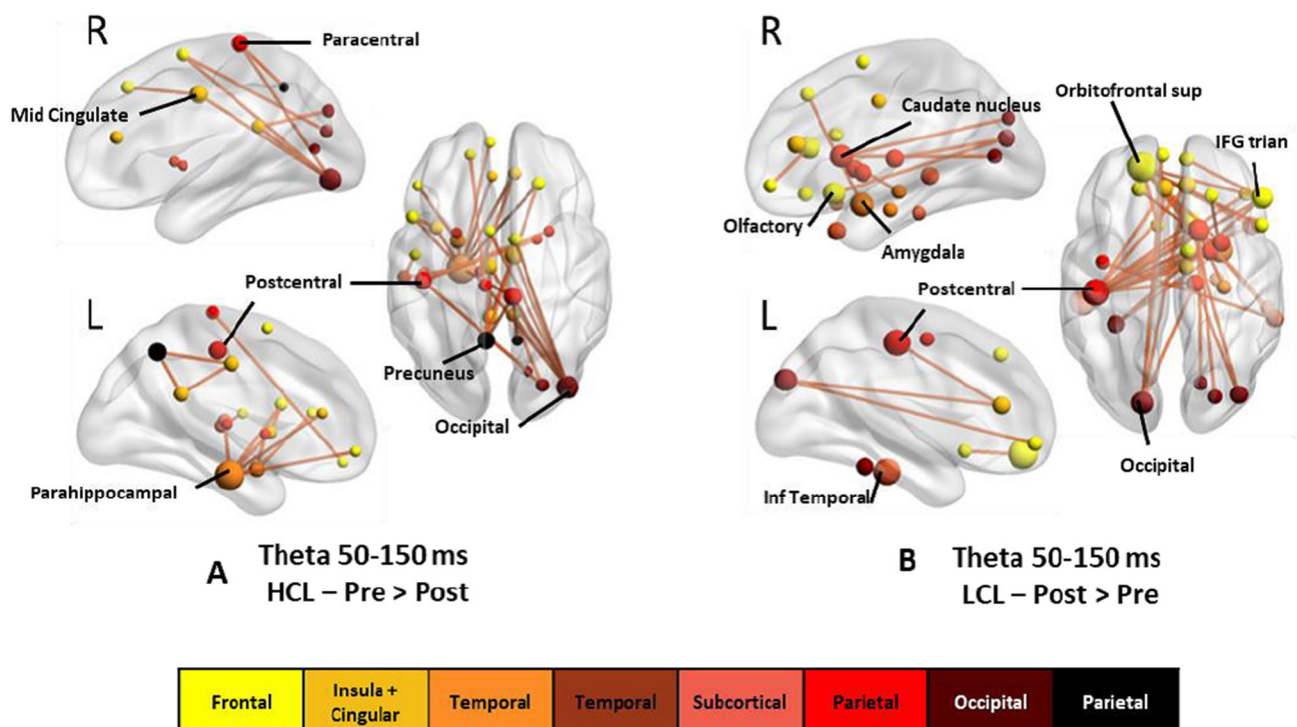 R
Paracentral
Mid Cingulate
L
Postcentral
Precuneus
Occipital
Parahippocampal
A
Theta 50-150 ms
HCL – Pre > Post
R
Caudate nucleus
Orbitofrontal sup
IFG trian
Olfactory
Amygdala
Postcentral
L
Inf Temporal
Occipital
B
Theta 50-150 ms
LCL – Post > Pre
Frontal
Insula +
Cingular
Temporal
Temporal
Subcortical
Parietal
Occipital
Parietal